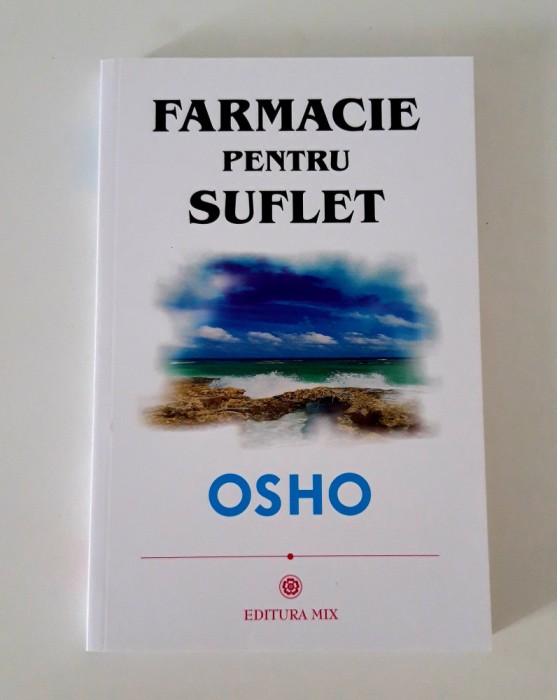 FARMACIE
PENTRU
SUFLET
OSHO
EDITURA MIX